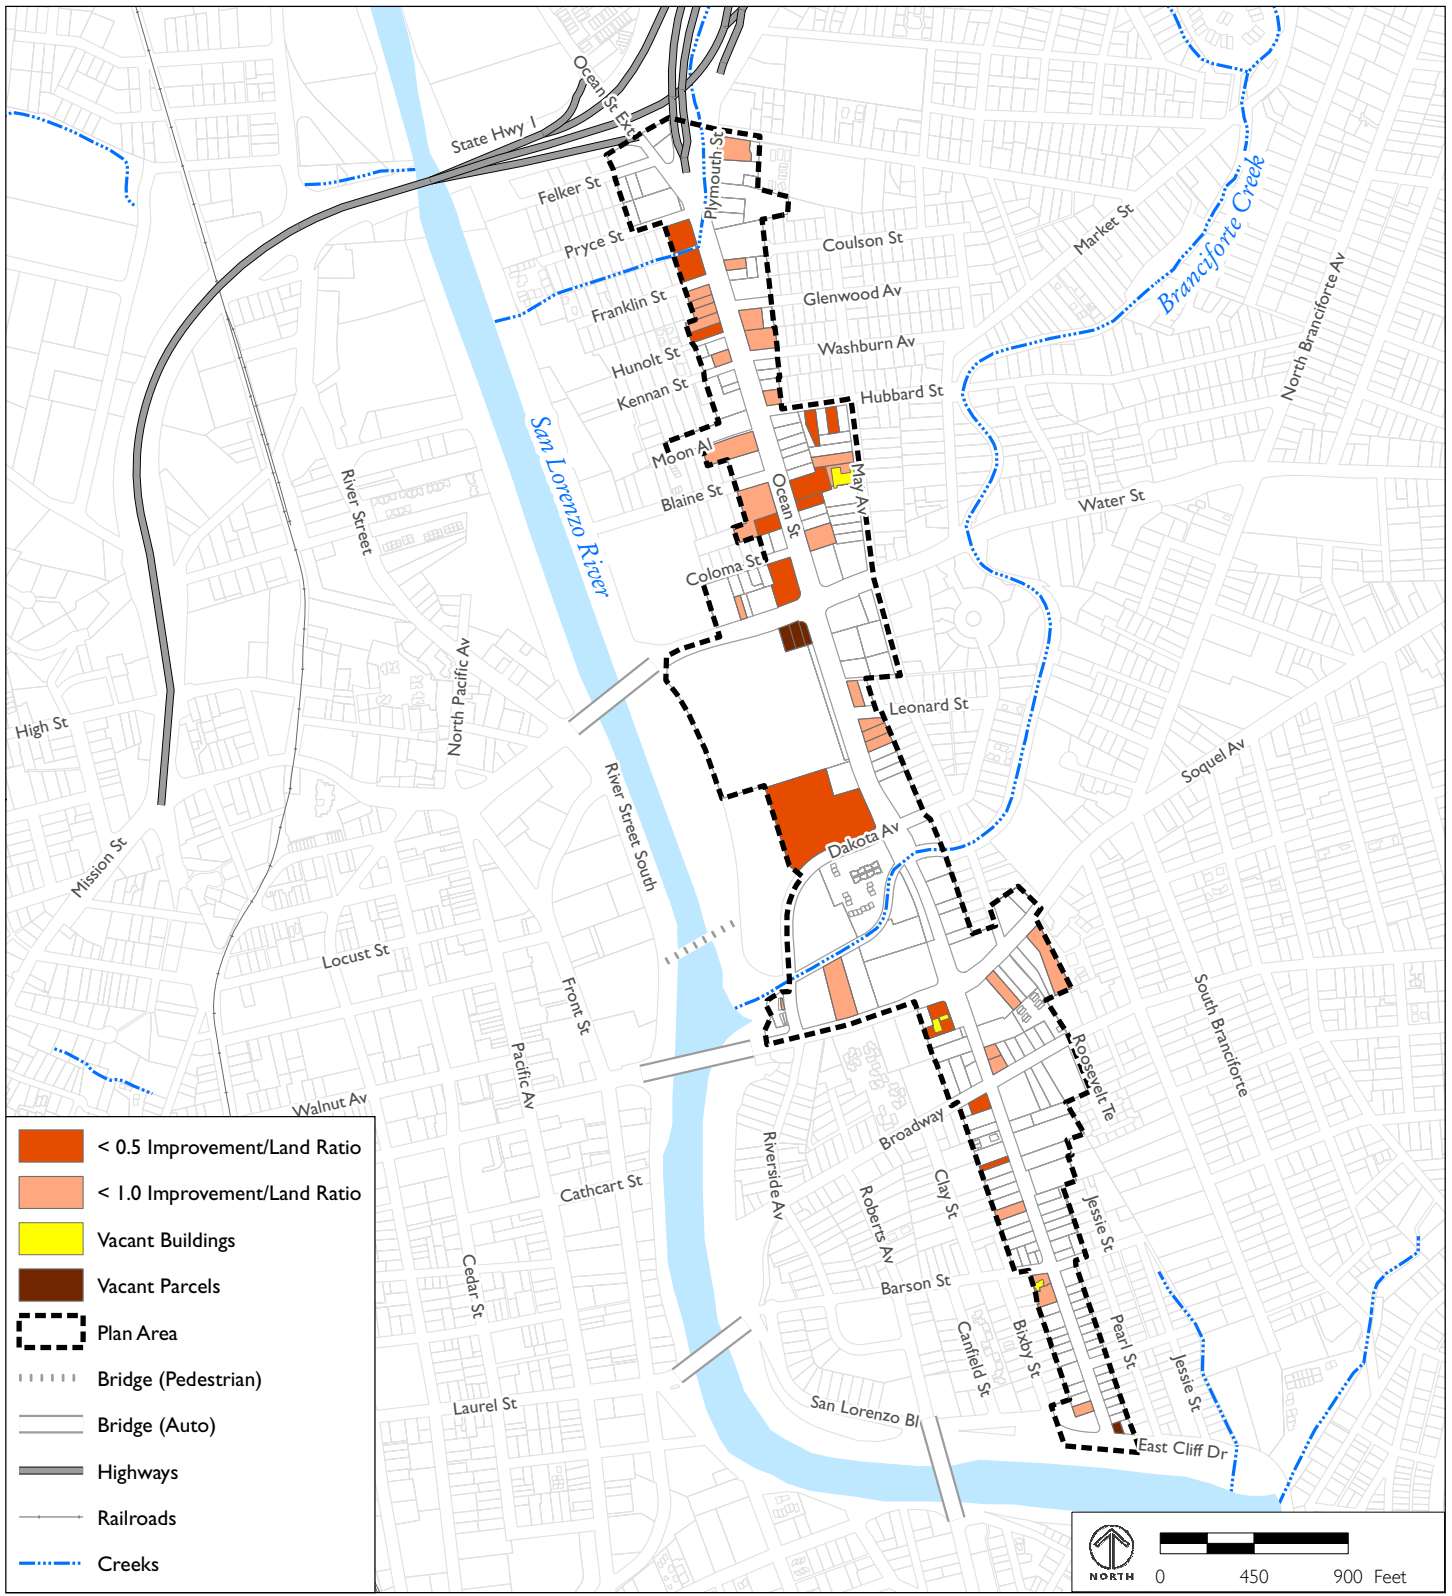 Ocean St Ext
State Hwy 1
Plymouth St
Felker St
Pryce St
Coulson St
Market St
Branciforte Creek
Franklin St
Glenwood Av
North Branciforte Av
Washburn Av
Hunolt St
Kennan St
Hubbard St
San Lorenzo River
Moon Al
May Av
Ocean St
Blaine St
Water St
River Street
Coloma St
North Pacific Av
High St
Leonard St
Soquel Av
River Street South
Dakota Av
Mission St
Locust St
Front St
South Branciforte
Pacific Av
Roosevelt Te
Walnut Av
Broadway
Riverside Av
Cathcart St
Clay St
Roberts Av
Jessie St
Cedar St
Barson St
Canfield St
Bixby St
Pearl St
Jessie St
Laurel St
San Lorenzo Bl
East Cliff Dr
< 0.5 Improvement/Land Ratio
< 1.0 Improvement/Land Ratio
Vacant Buildings
Vacant Parcels
Plan Area
Bridge (Pedestrian)
Bridge (Auto)
Highways
Railroads
Creeks
NORTH
0 450 900 Feet